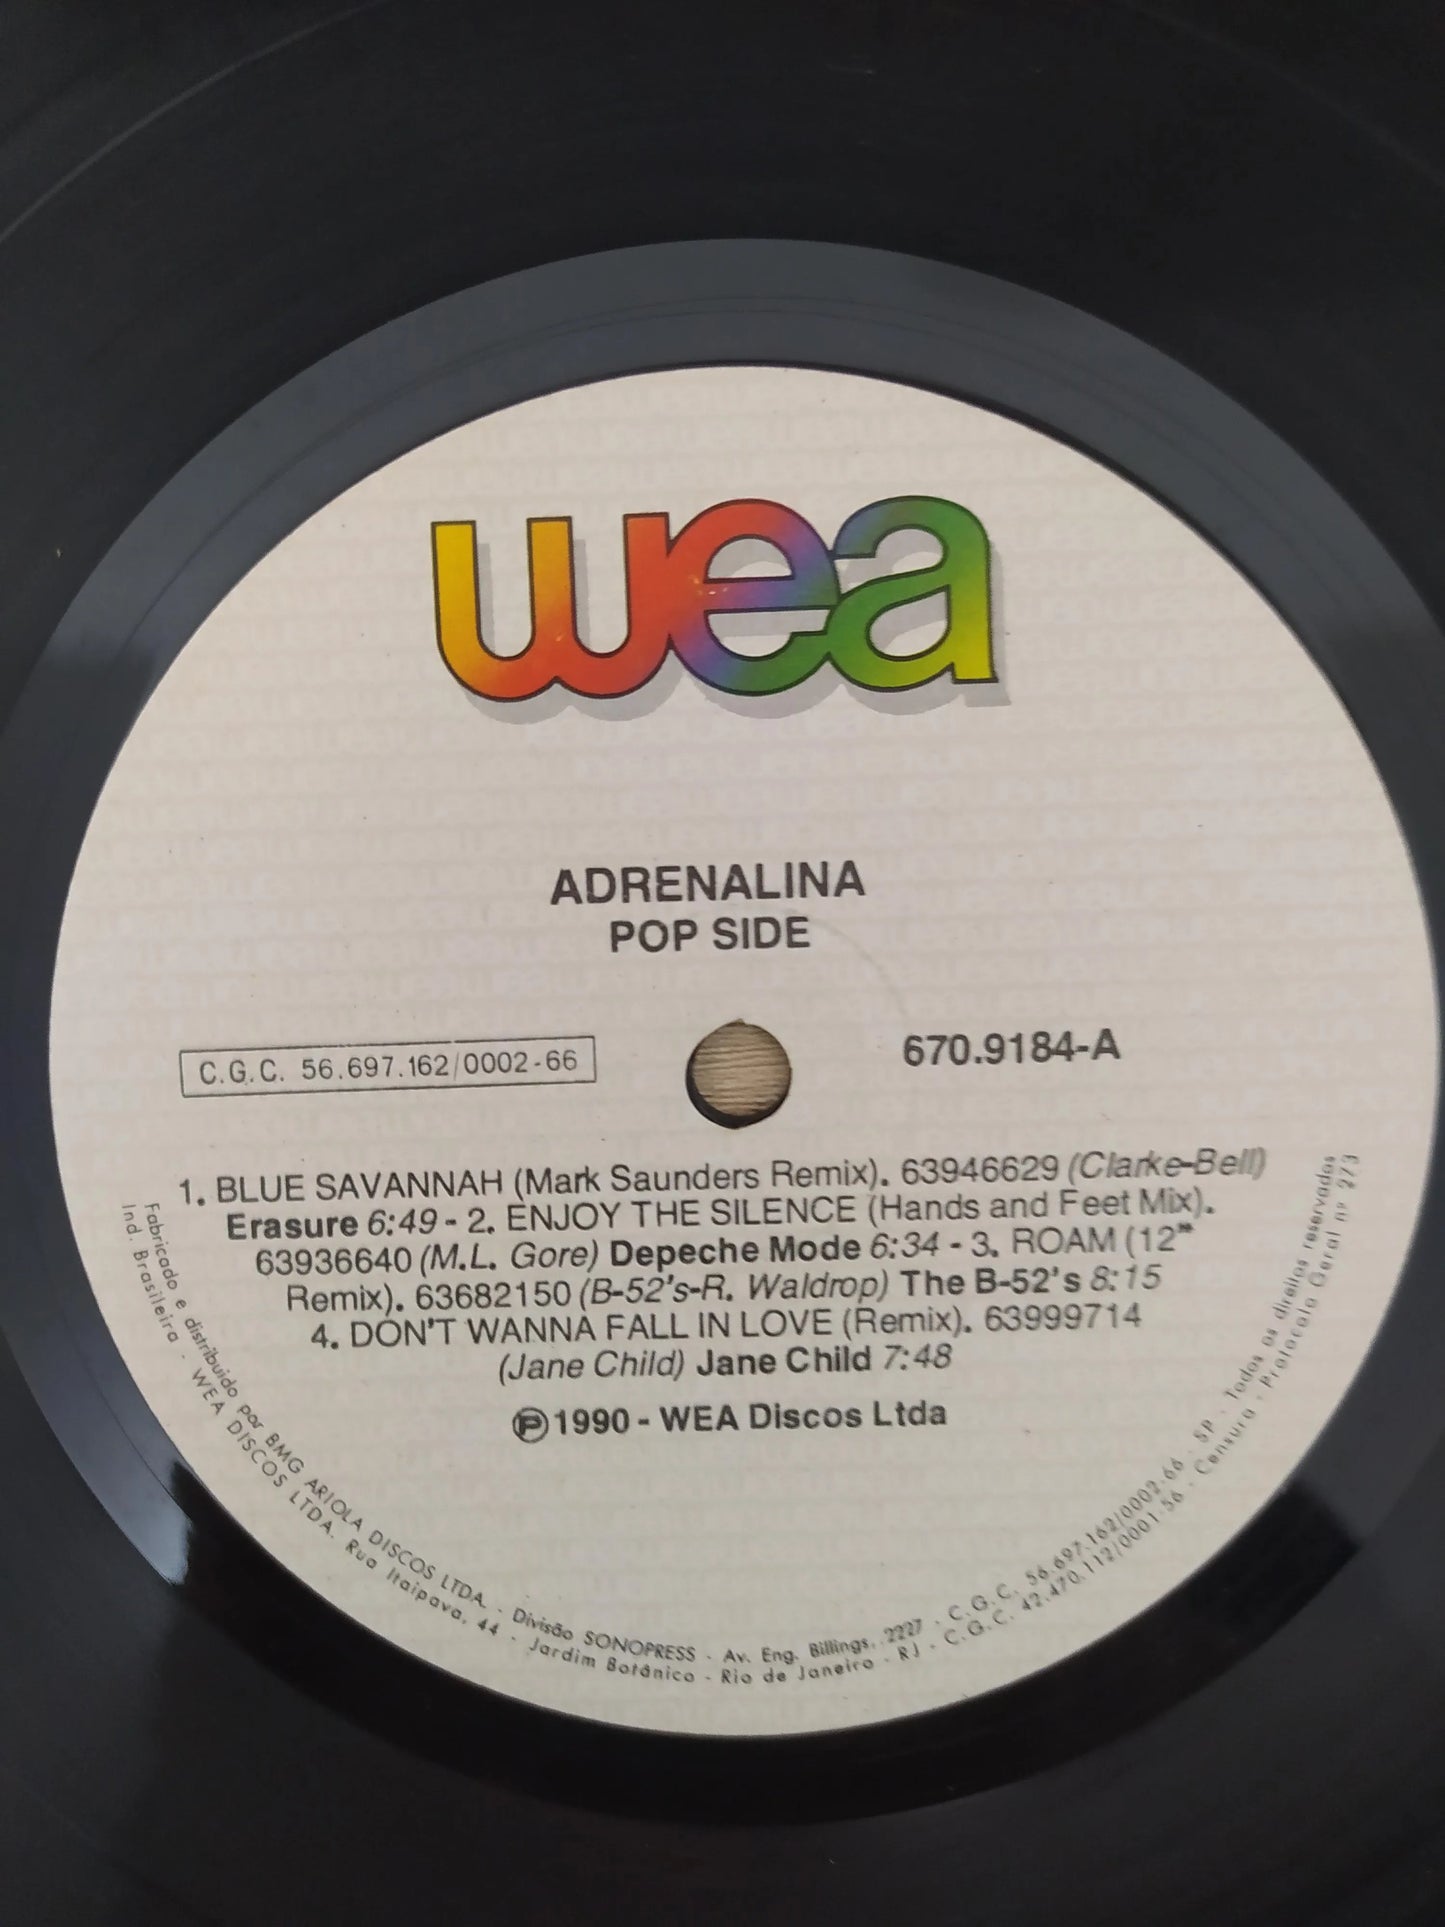 wea
ADRENALINA
POP SIDE
C.G.C. 56.697.162/0002-66
670.9184-A
1. BLUE SAVANNAH (Mark Saunders Remix). 63946629 (Clarke-Bell)
Erasure 6:49 - 2. ENJOY THE SILENCE (Hands and Feet Mix).
63936640 (M.L. Gore) Depeche Mode 6:34 - 3. ROAM (12"
Remix). 63682150 (B-52's-R. Waldrop) The B-52's 8:15
4. DON'T WANNA FALL IN LOVE (Remix). 63999714
(Jane Child) Jane Child 7:48
Ⓟ1990 - WEA Discos Ltda
Fabricado e distribuido por BMG ARIOLA DISCOS LTDA. - Divisão SONOPRESS - Av. Eng. Billings, 2227 - C.G.C. 56.697.162/0002-66 - SP - Todos os direitos reservados
Ind. Brasileira - WEA DISCOS LTDA. Rua Itaipava, 44 - Jardim Botânico - Rio de Janeiro - RJ - C.G.C. 42.470.112/0001-56 - Censura - Protocolo Geral nº 273